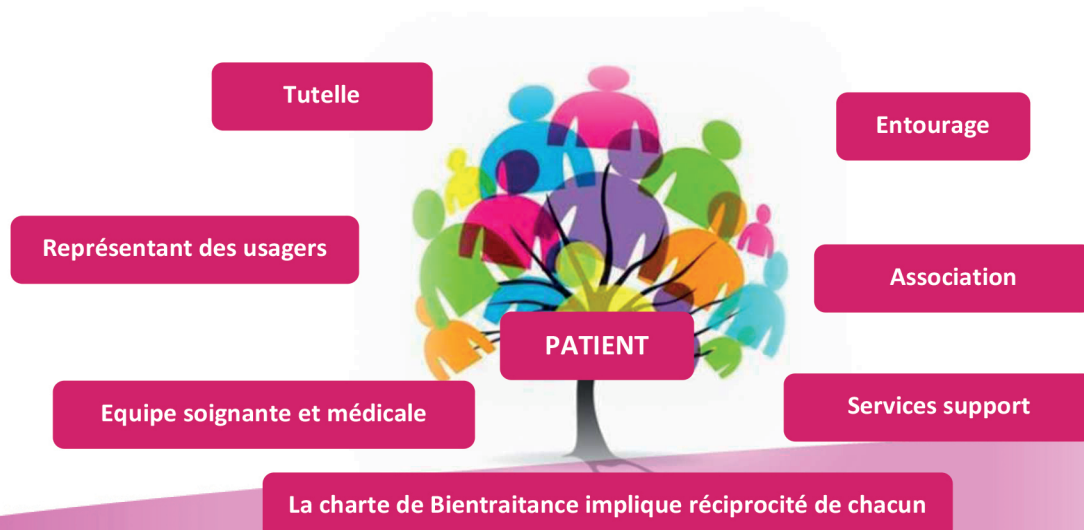 Tutelle
Entourage
Représentant des usagers
Association
PATIENT
Equipe soignante et médicale
Services support
La charte de Bientraitance implique réciprocité de chacun